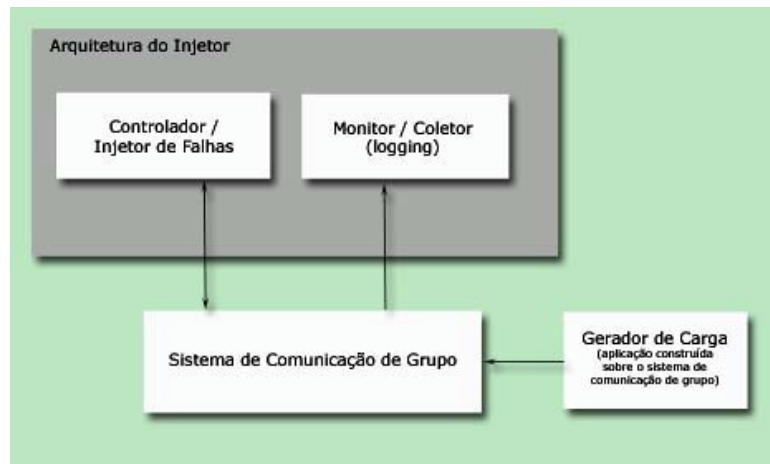 Arquitetura do Injetor
Controlador /
Injetor de Falhas
Monitor / Coletor
(logging)
Sistema de Comunicação de Grupo
Gerador de Carga
(aplicação construída
sobre o sistema de
comunicação de grupo)